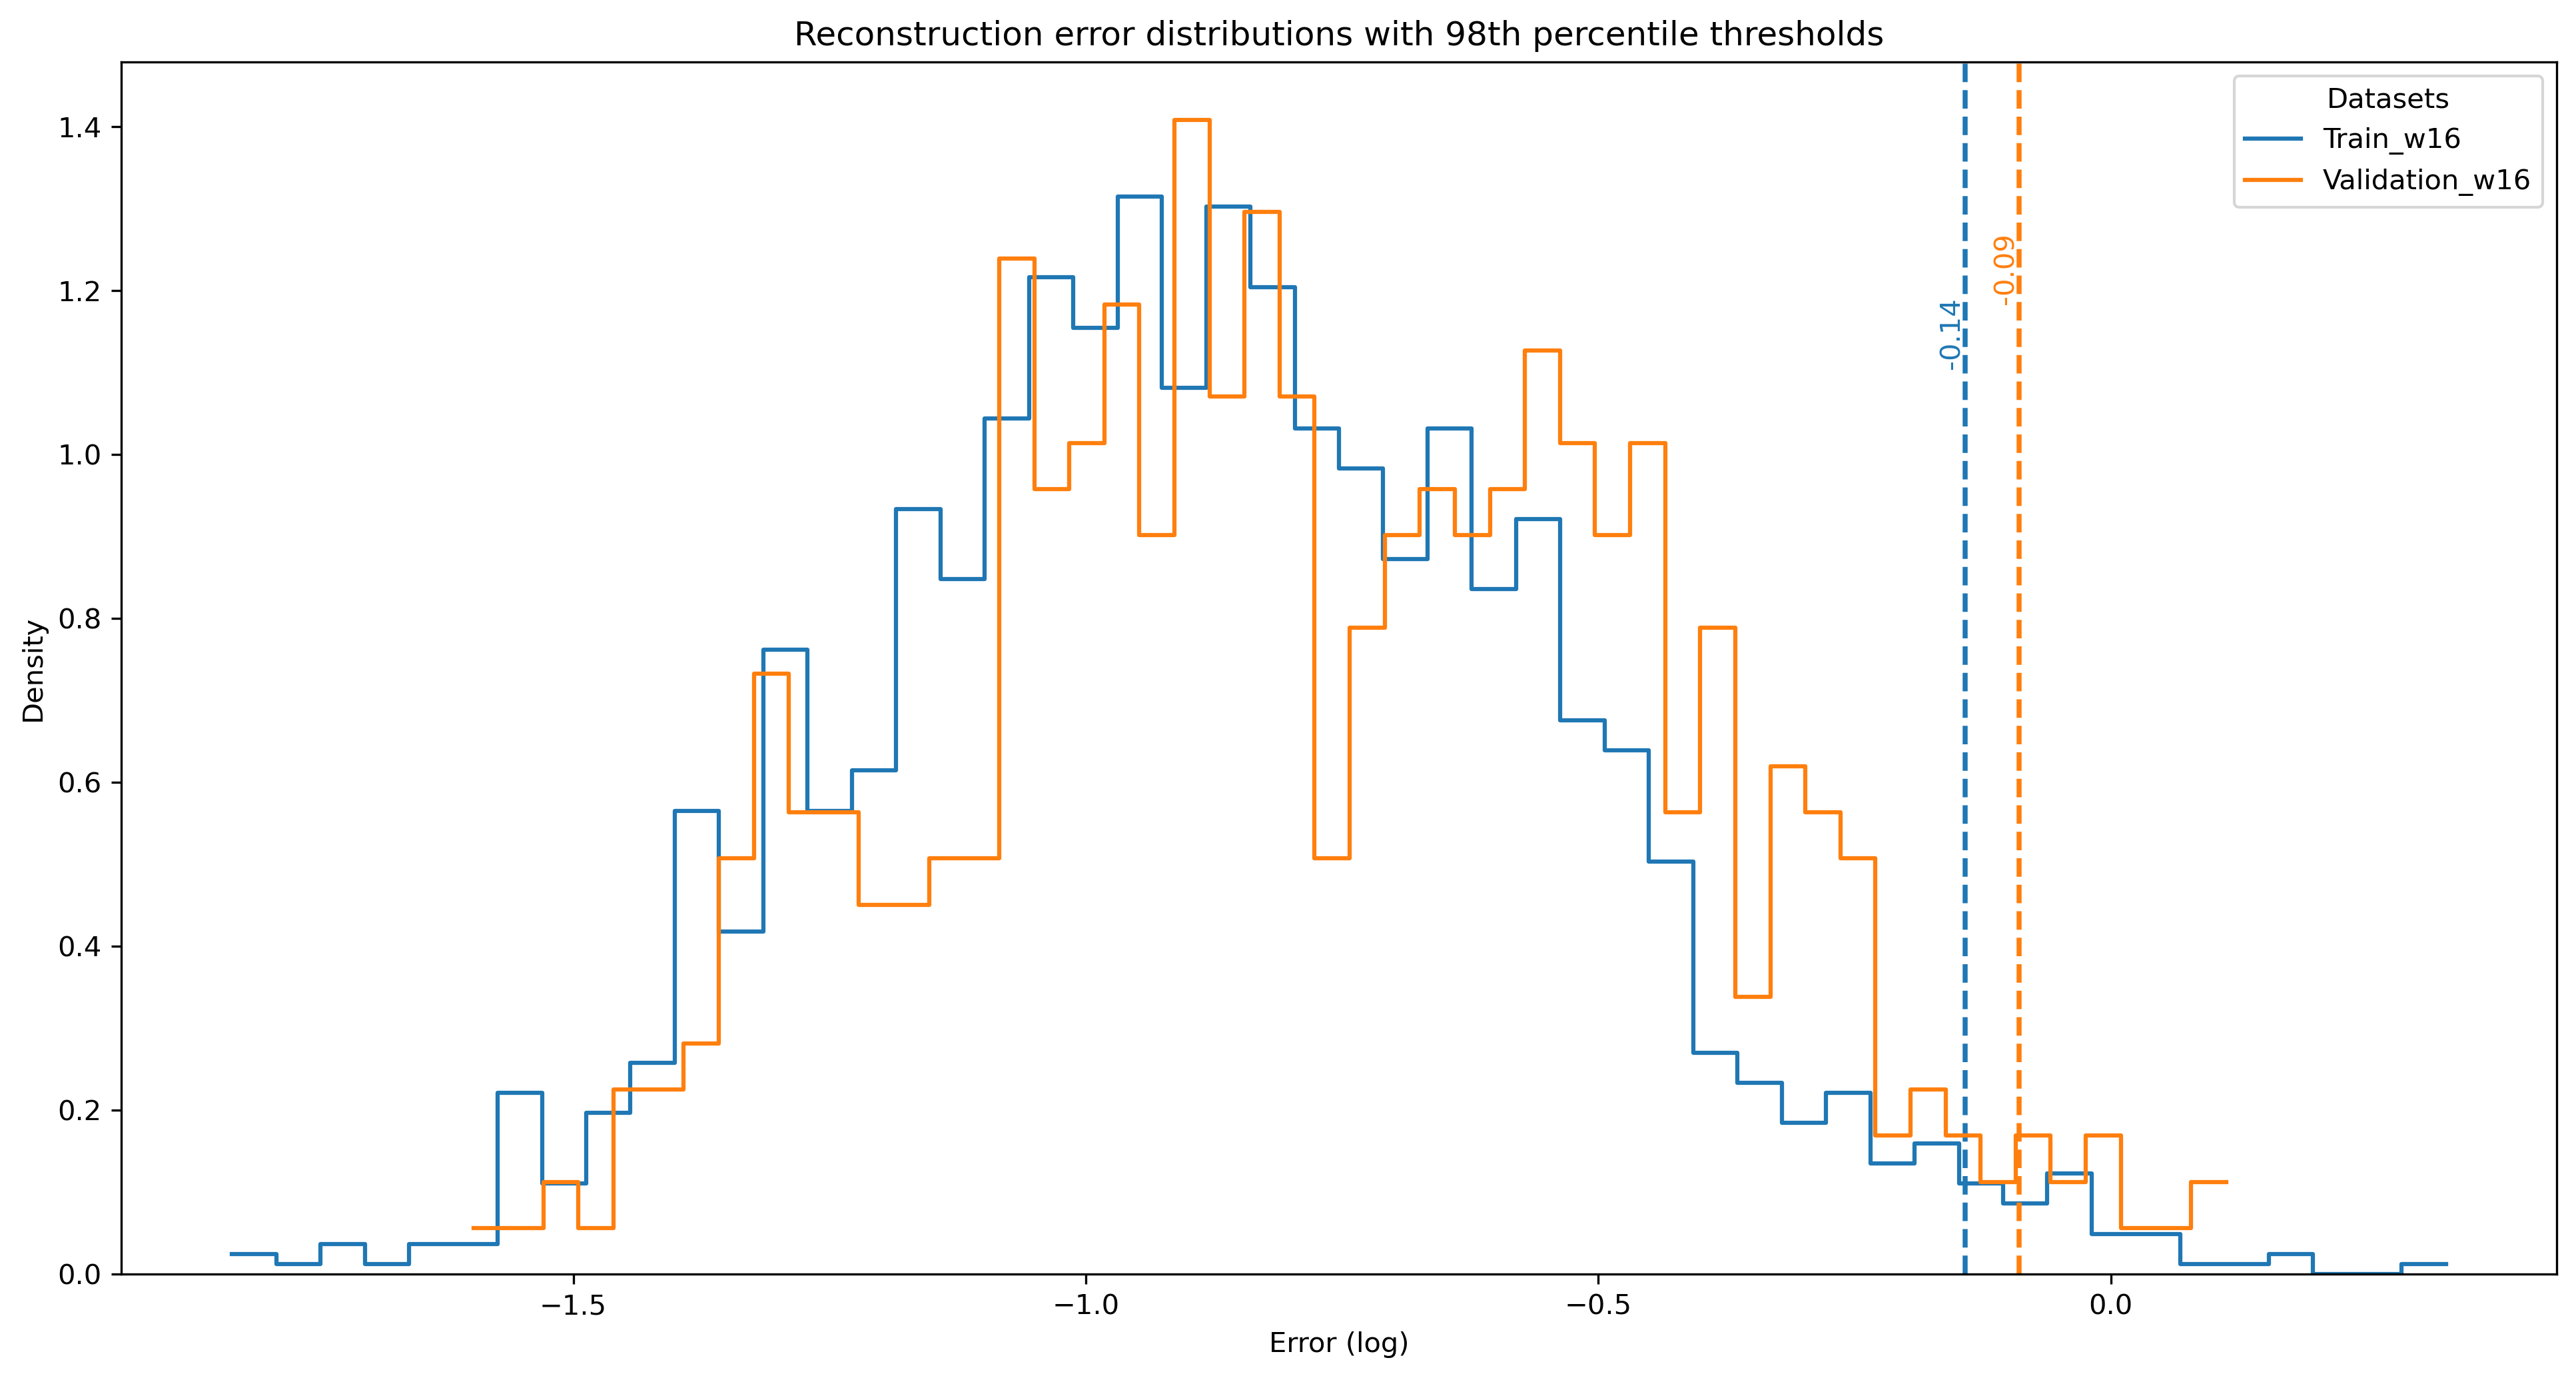 Reconstruction error distributions with 98th percentile thresholds
Datasets
Train_w16
Validation_w16
-0.14
-0.09
Density
1.4
1.2
1.0
0.8
0.6
0.4
0.2
0.0
−1.5
−1.0
−0.5
0.0
Error (log)